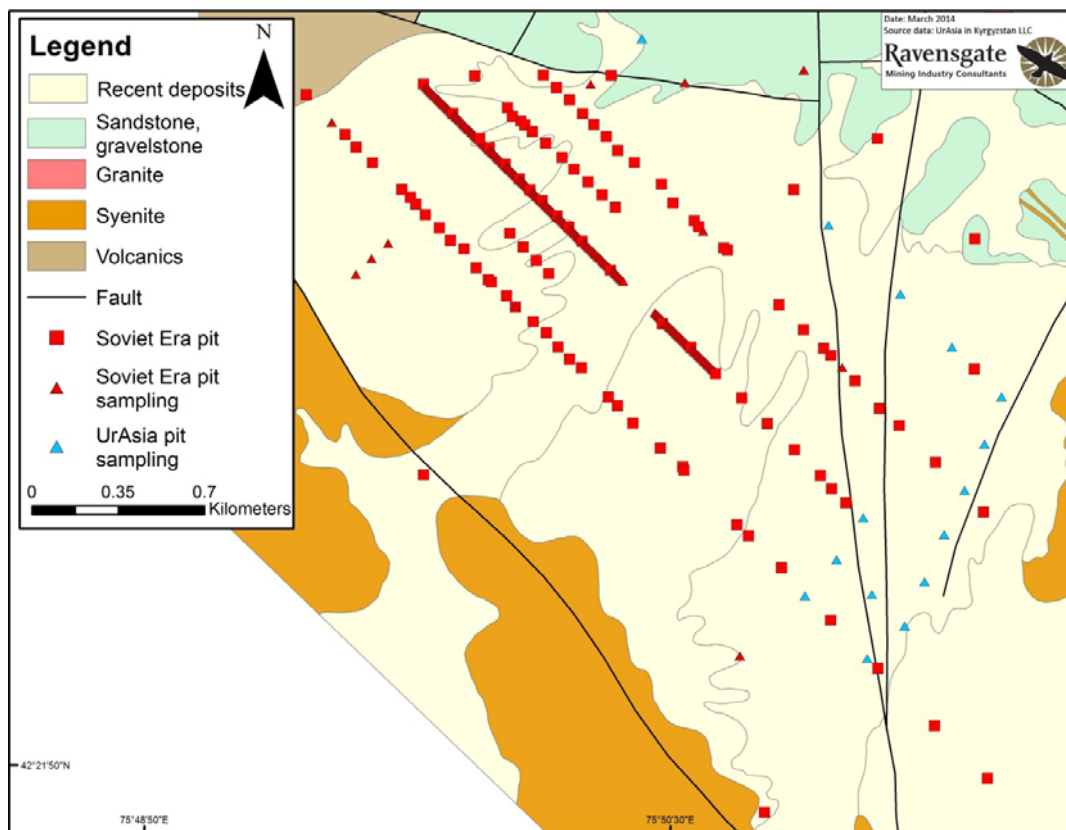 Legend
Recent deposits
Sandstone,
gravelstone
Granite
Syenite
Volcanics
Fault
Soviet Era pit
Soviet Era pit
sampling
UrAsia pit
sampling
0 0.35 0.7
Kilometers
N
Date: March 2014
Source data: UrAsia in Kyrgyzstan LLC
Ravensgate
Mining Industry Consultants
42°21'50"N
75°48'50"E
75°50'30"E